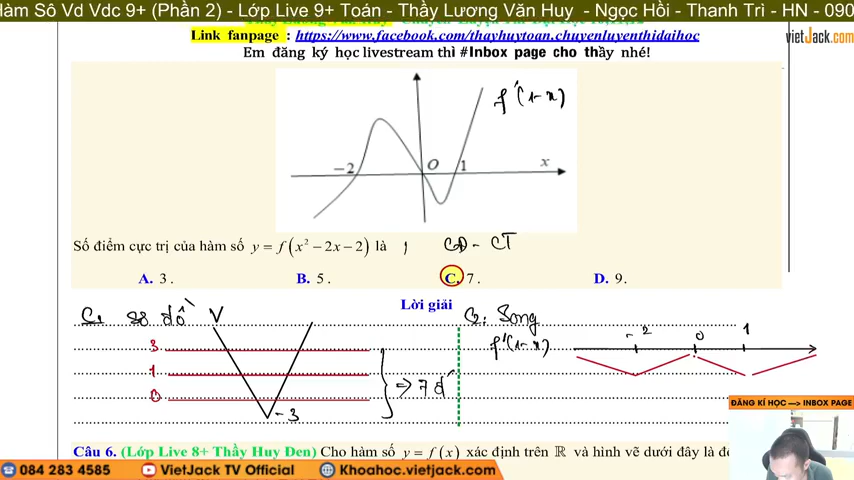 Hàm Số Vd Vdc 9+ (Phần 2) - Lớp Live 9+ Toán - Thầy Lương Văn Huy - Ngọc Hồi - Thanh Trì - HN - 090
Link fanpage : https://www.facebook.com/thayhuytoan.chuyenluyenthidaihoc
vietJack.com
Em đăng ký học livestream thì #Inbox page cho thầy nhé!
f'(1-x)
-2 O 1 x
Số điểm cực trị của hàm số y = f(x² − 2x − 2) là
CĐ - CT
A. 3 . B. 5 . C. 7 . D. 9 .
Lời giải
C1 Sơ đồ V
C2: Song
f'(1-x)
-2 0 1
3
1
0
-3
⇒ 7 đ
ĐĂNG KÍ HỌC —> INBOX PAGE
Câu 6. (Lớp Live 8+ Thầy Huy Đen) Cho hàm số y = f(x) xác định trên ℝ và hình vẽ dưới đây là đồ
084 283 4585 VietJack TV Official Khoahoc.vietjack.com